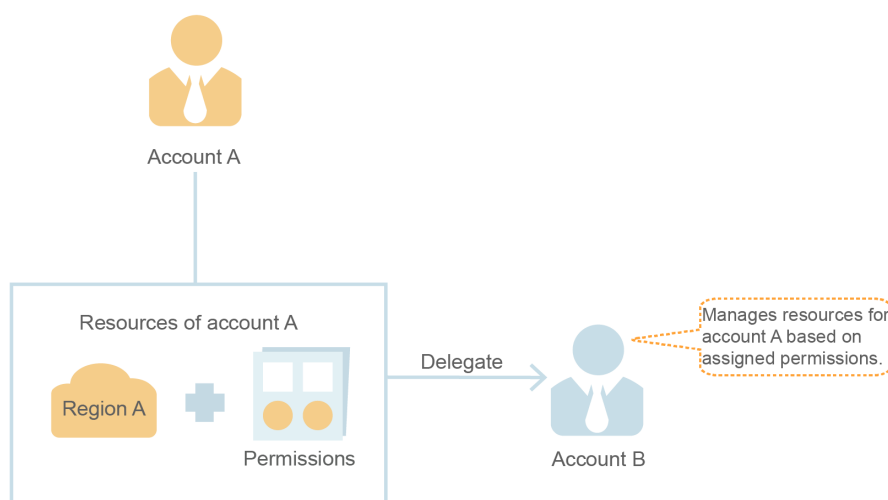 Account A
Resources of account A
Region A
Permissions
Delegate
Account B
Manages resources for
account A based on
assigned permissions.